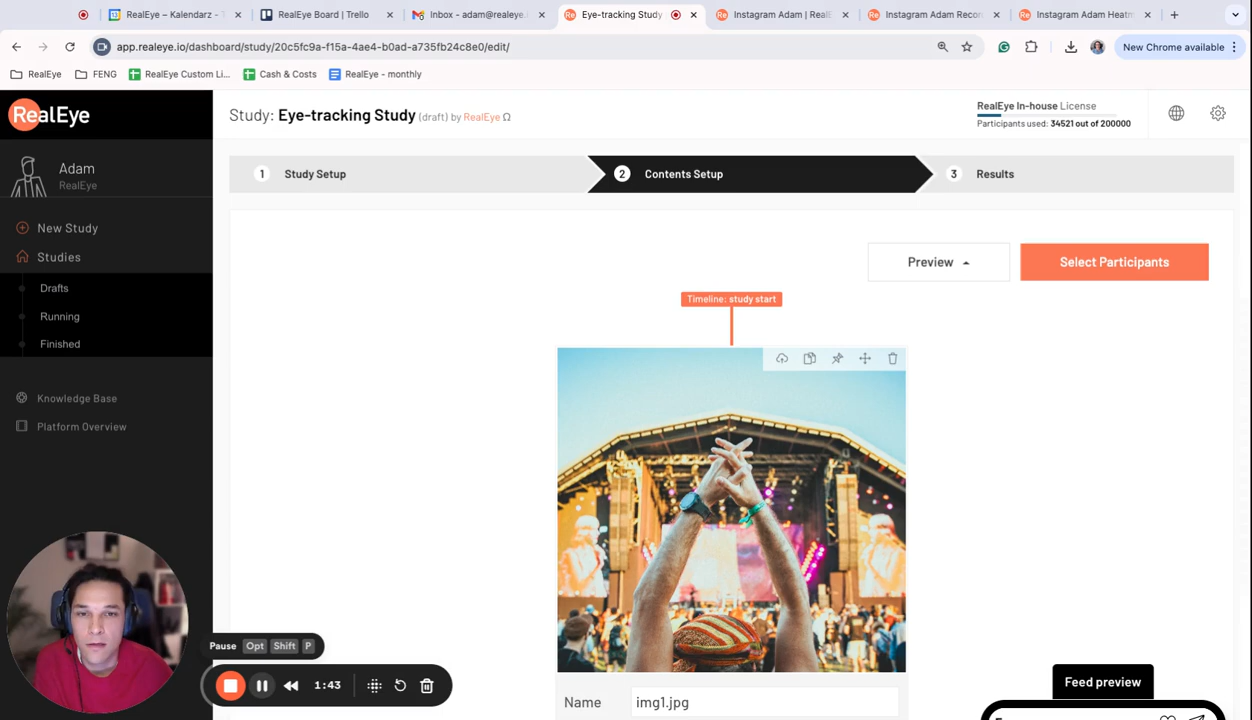 RealEye – Kalendarz - T
RealEye Board | Trello
Inbox - adam@realeye.
Eye-tracking Study
Instagram Adam | RealE
Instagram Adam Recor
Instagram Adam Heatm
app.realeye.io/dashboard/study/20c5fc9a-f15a-4ae4-b0ad-a735fb24c8e0/edit/
New Chrome available
RealEye
FENG
RealEye Custom Li...
Cash & Costs
RealEye - monthly
RealEye
Study: Eye-tracking Study (draft) by RealEye Ω
RealEye In-house License
Participants used: 34521 out of 200000
Adam
RealEye
1 Study Setup
2 Contents Setup
3 Results
New Study
Studies
Drafts
Running
Finished
Knowledge Base
Platform Overview
Preview
Select Participants
Timeline: study start
Pause Opt Shift P
1:43
Name img1.jpg
Feed preview